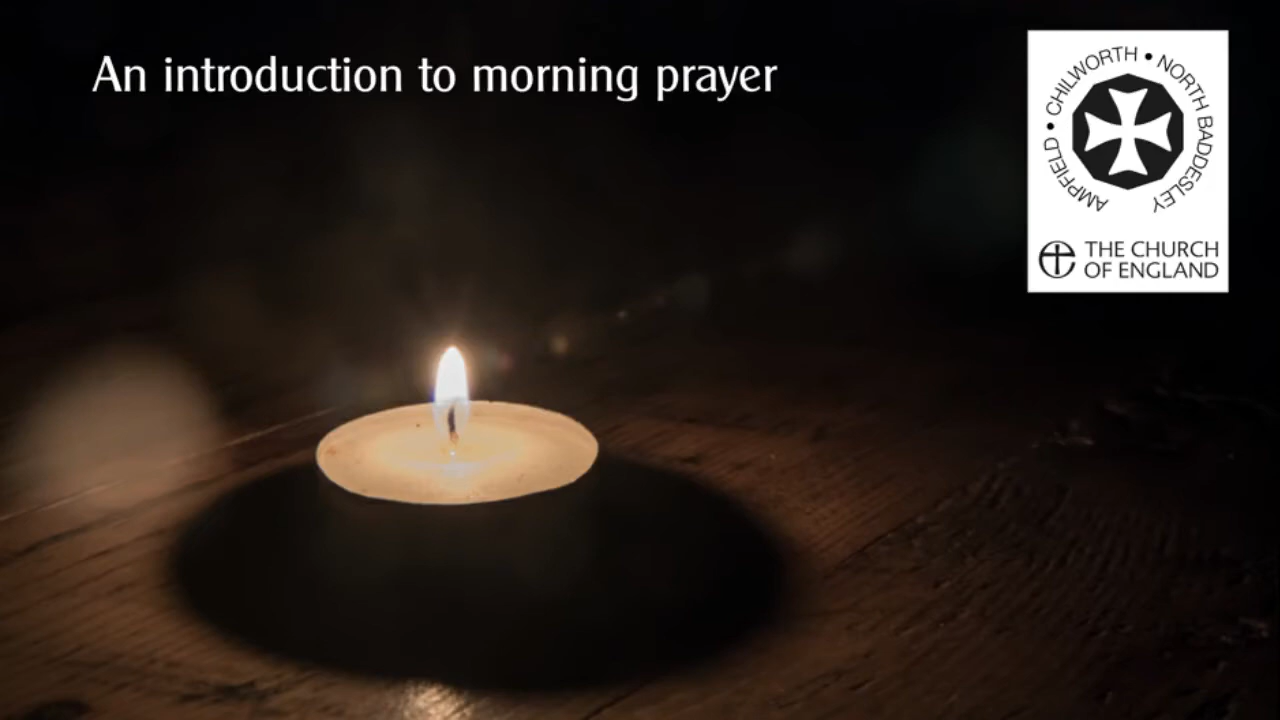 An introduction to morning prayer
AMPFIELD • CHILWORTH • NORTH BADDESLEY
THE CHURCH
OF ENGLAND